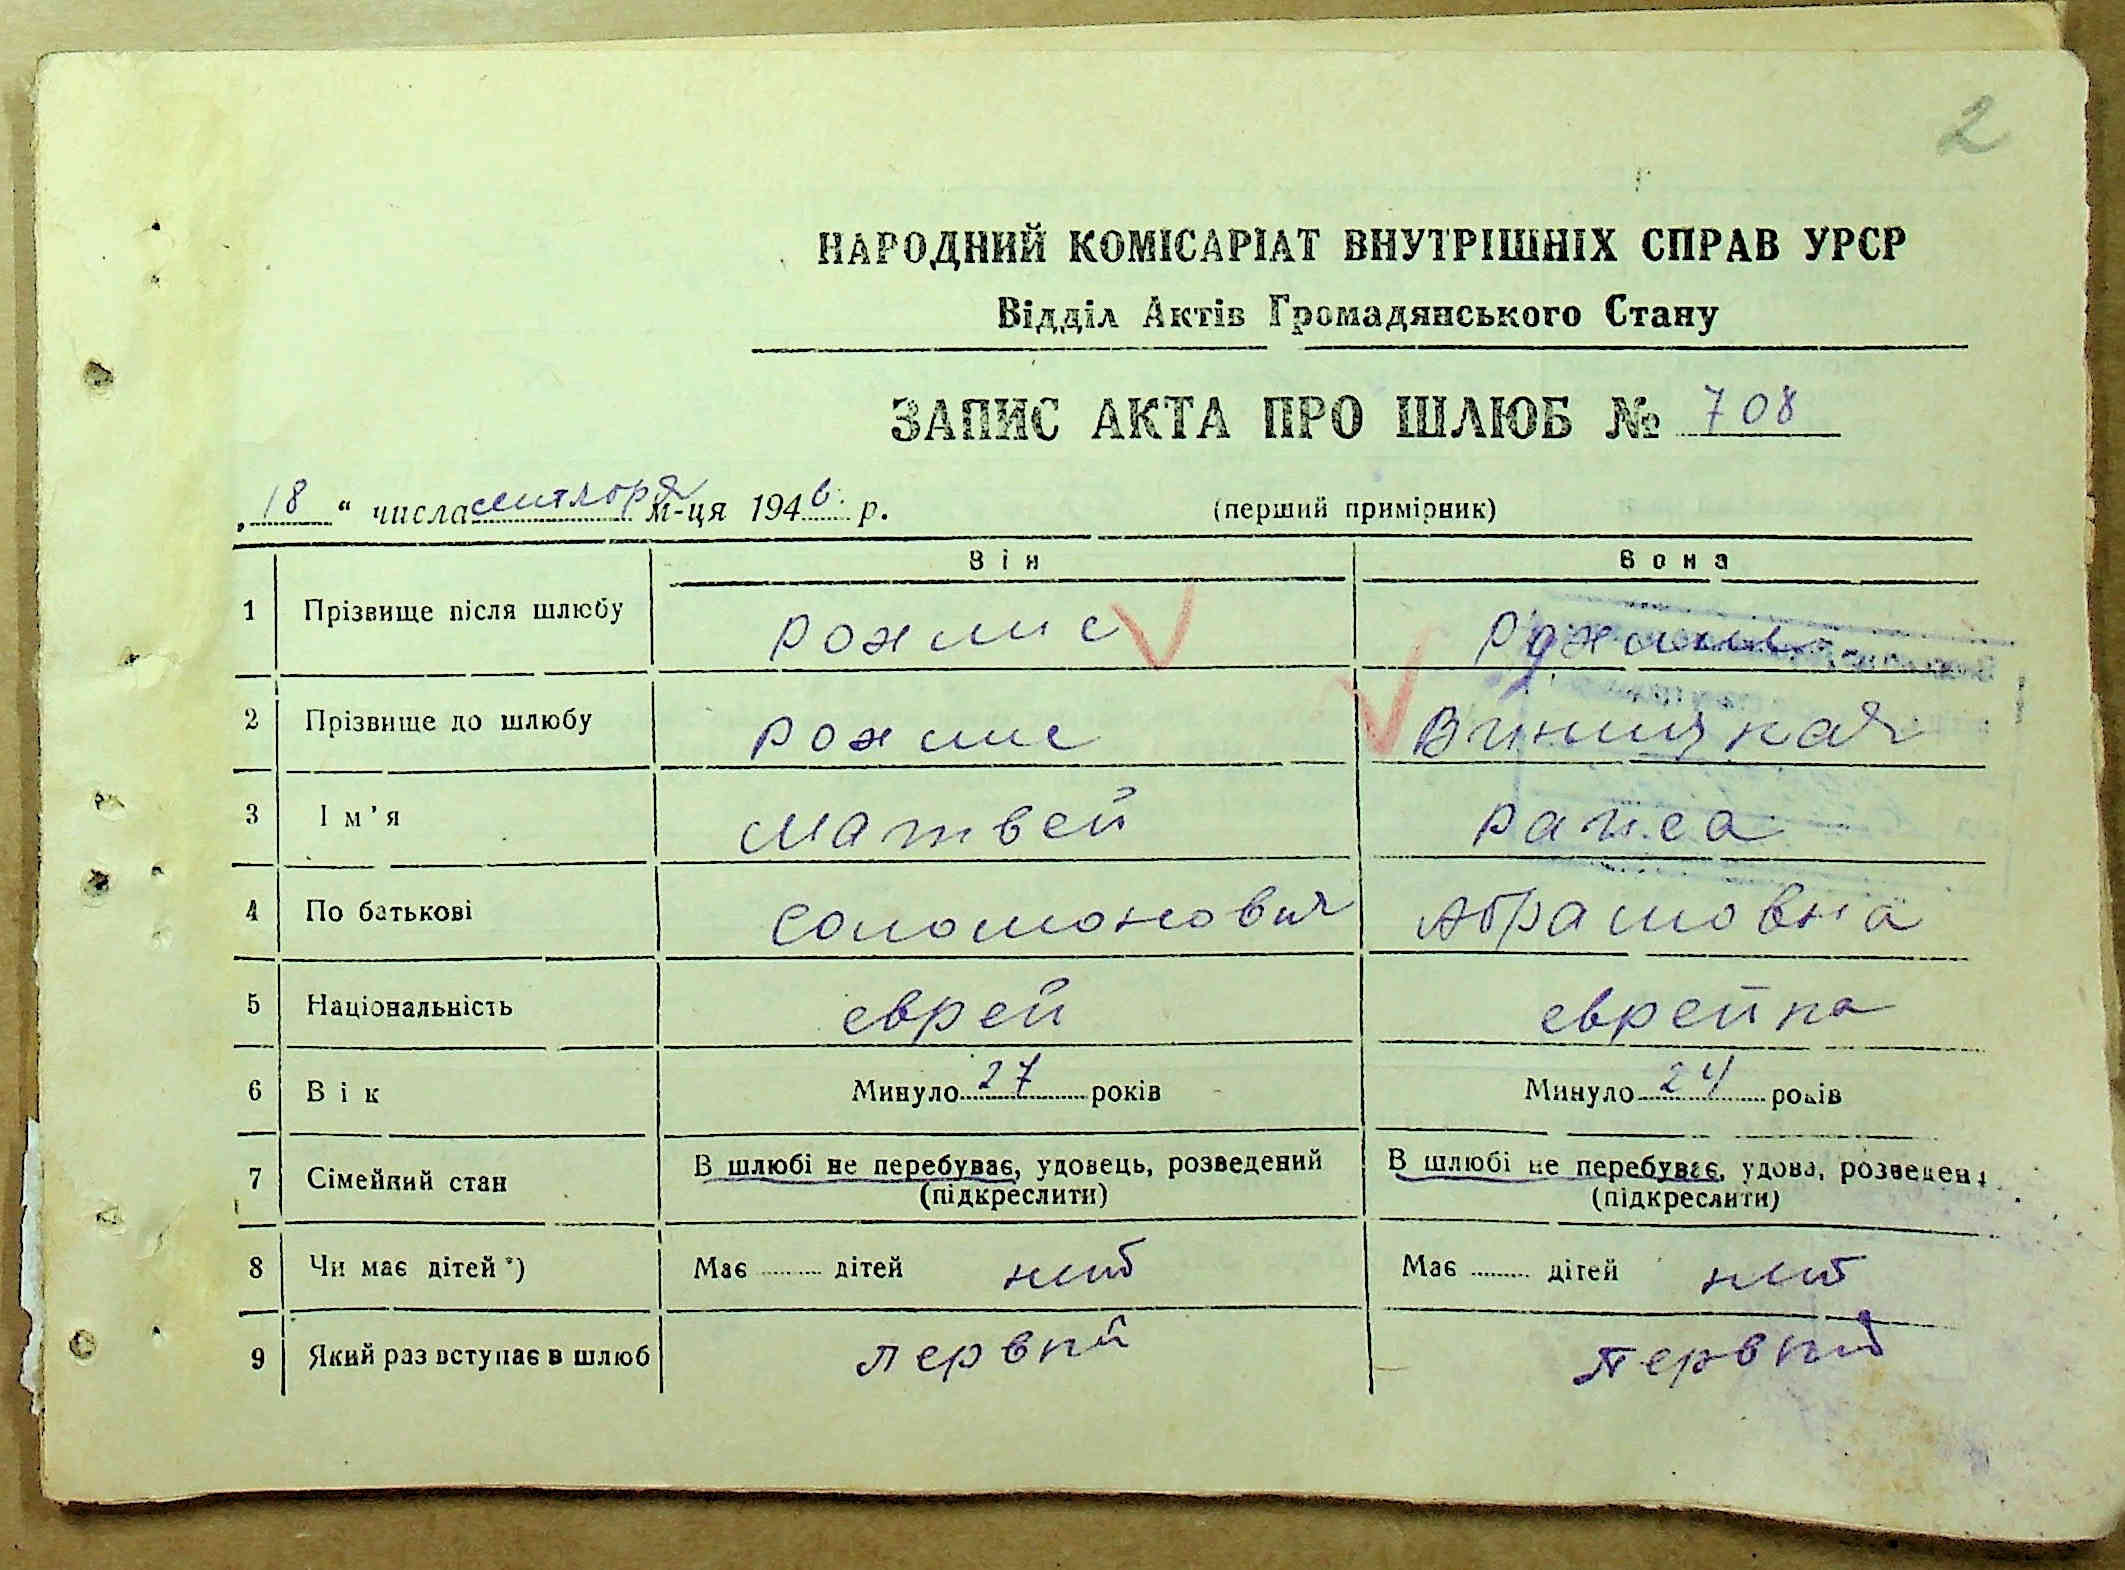 2
НАРОДНИЙ КОМІСАРІАТ ВНУТРІШНІХ СПРАВ УРСР
Відділ Актів Громадянського Стану
ЗАПИС АКТА ПРО ШЛЮБ № 708
„18“ числа сентября м-ця 1946 р. (перший примірник)
Він Вона
1 Прізвище після шлюбу
2 Прізвище до шлюбу Виницкая
3 Ім'я Матвей Раиса
4 По батькові Соломонович Абрамовна
5 Національність еврей еврейка
6 Вік Минуло 27 років Минуло 24 років
7 Сімейний стан В шлюбі не перебуває, удовець, розведений В шлюбі не перебуває, удова, розведена
(підкреслити) (підкреслити)
8 Чи має дітей *) Має ........ дітей нет Має ........ дітей нет
9 Який раз вступає в шлюб первый первый